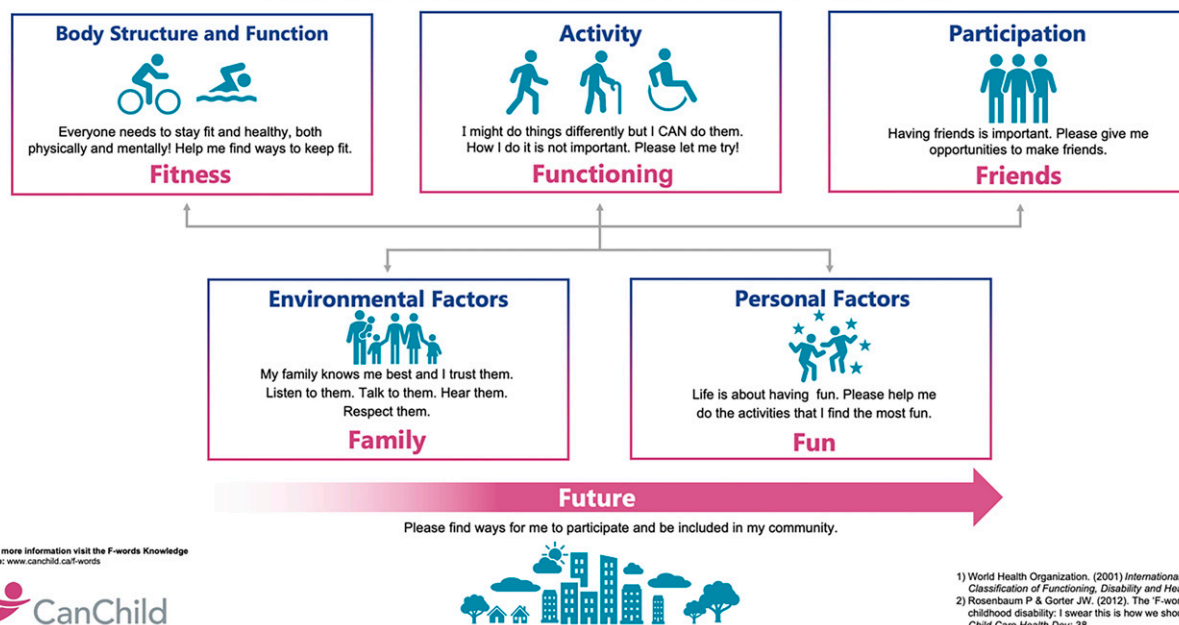 Body Structure and Function
Everyone needs to stay fit and healthy, both
physically and mentally! Help me find ways to keep fit.
Fitness
Activity
I might do things differently but I CAN do them.
How I do it is not important. Please let me try!
Functioning
Participation
Having friends is important. Please give me
opportunities to make friends.
Friends
Environmental Factors
My family knows me best and I trust them.
Listen to them. Talk to them. Hear them.
Respect them.
Family
Personal Factors
Life is about having fun. Please help me
do the activities that I find the most fun.
Fun
Future
Please find ways for me to participate and be included in my community.
more information visit the F-words Knowledge
www.canchild.ca/f-words
CanChild
1) World Health Organization. (2001) International
Classification of Functioning, Disability and
2) Rosenbaum P & Gorter JW. (2012). The 'F-
childhood disability: I swear this is how we
Child Care Health Dev; 38